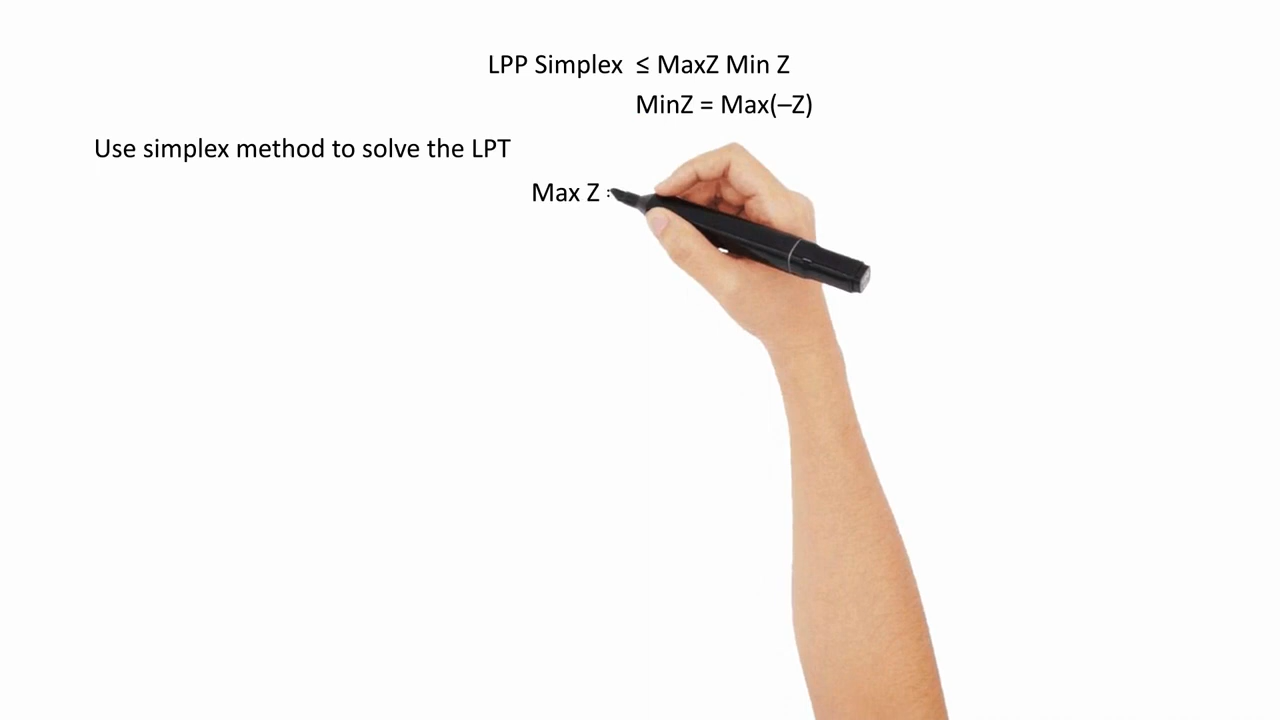 LPP Simplex ≤ MaxZ Min Z
MinZ = Max(–Z)
Use simplex method to solve the LPT
Max Z